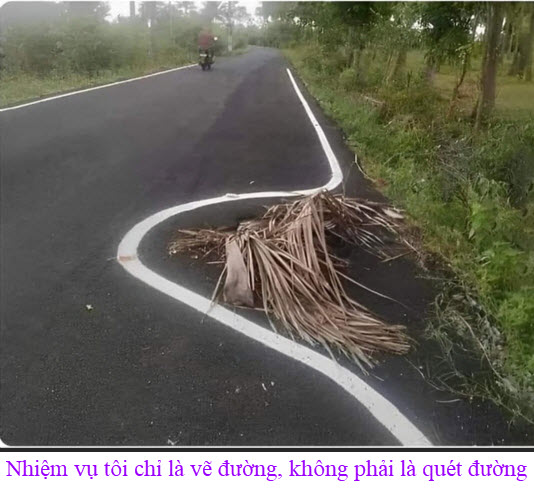 Nhiệm vụ tôi chỉ là vẽ đường, không phải là quét đường